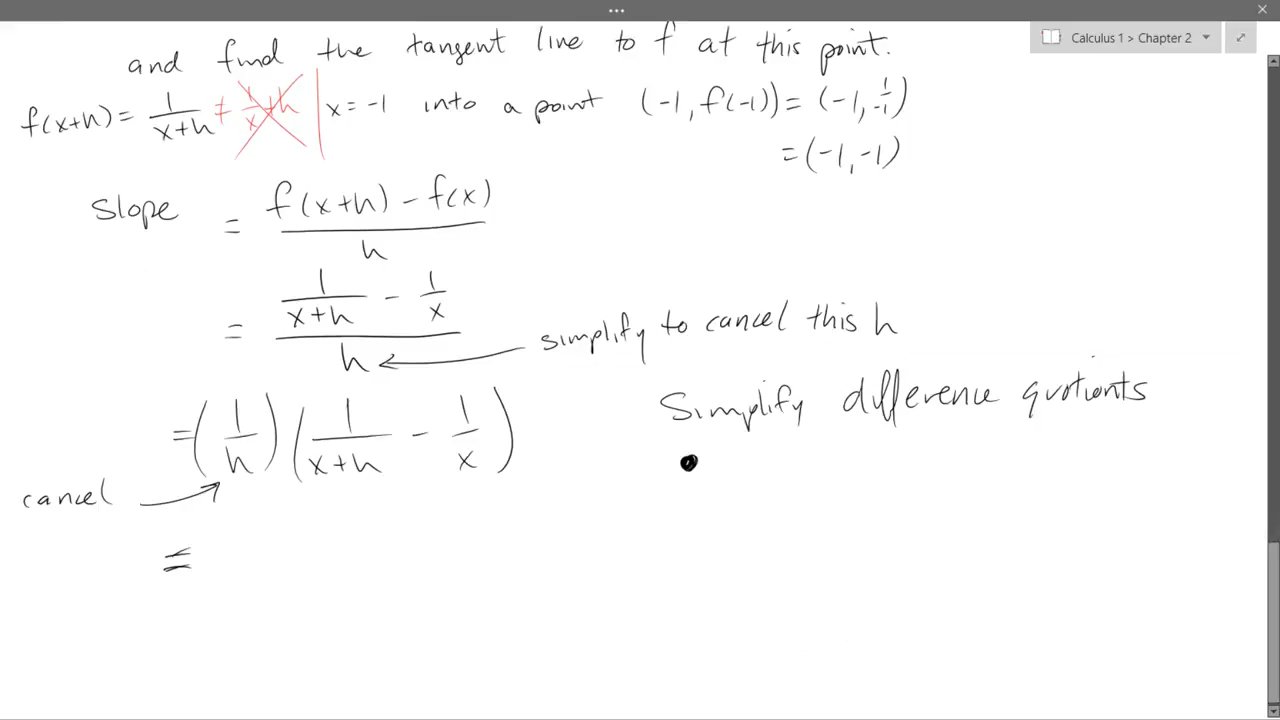 Calculus 1 > Chapter 2
and find the tangent line to f at this point.
f(x+h) = 1/(x+h) ≠ 1/x + h | x = -1 into a point (-1, f(-1)) = (-1, 1/-1)
= (-1, -1)
Slope = (f(x+h) - f(x))/h
= (1/(x+h) - 1/x)/h
simplify to cancel this h
= (1/h)(1/(x+h) - 1/x)
cancel
=
Simplify difference quotients